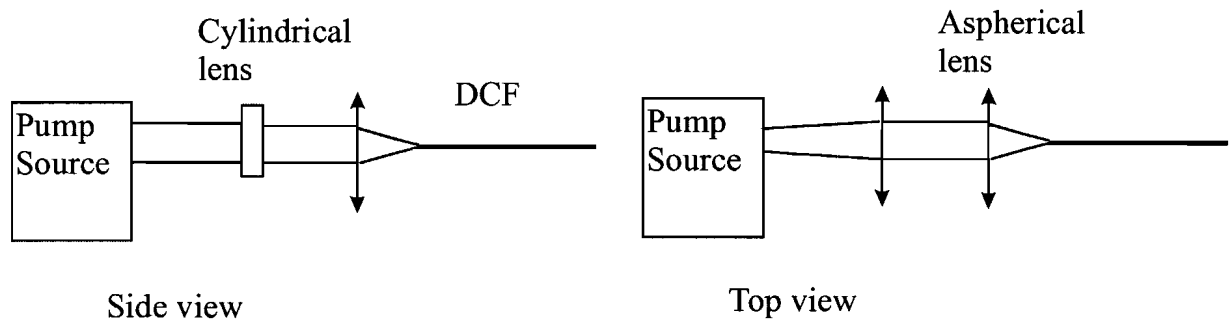 Cylindrical
lens
DCF
Pump
Source
Side view
Aspherical
lens
Pump
Source
Top view